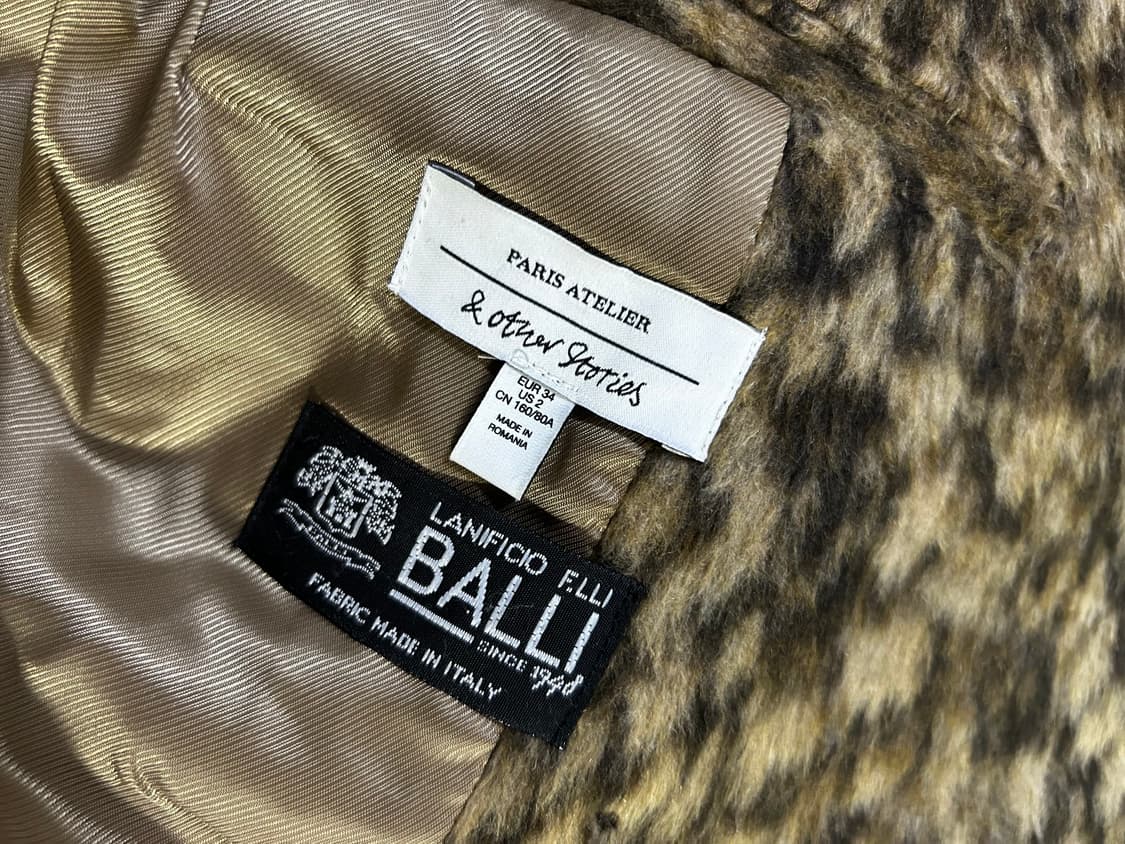 PARIS ATELIER
& other Stories
EUR 34
US 2
CN 160/80A
MADE IN
ROMANIA
LANIFICIO F.LLI
BALLI
SINCE 1948
FABRIC MADE IN ITALY